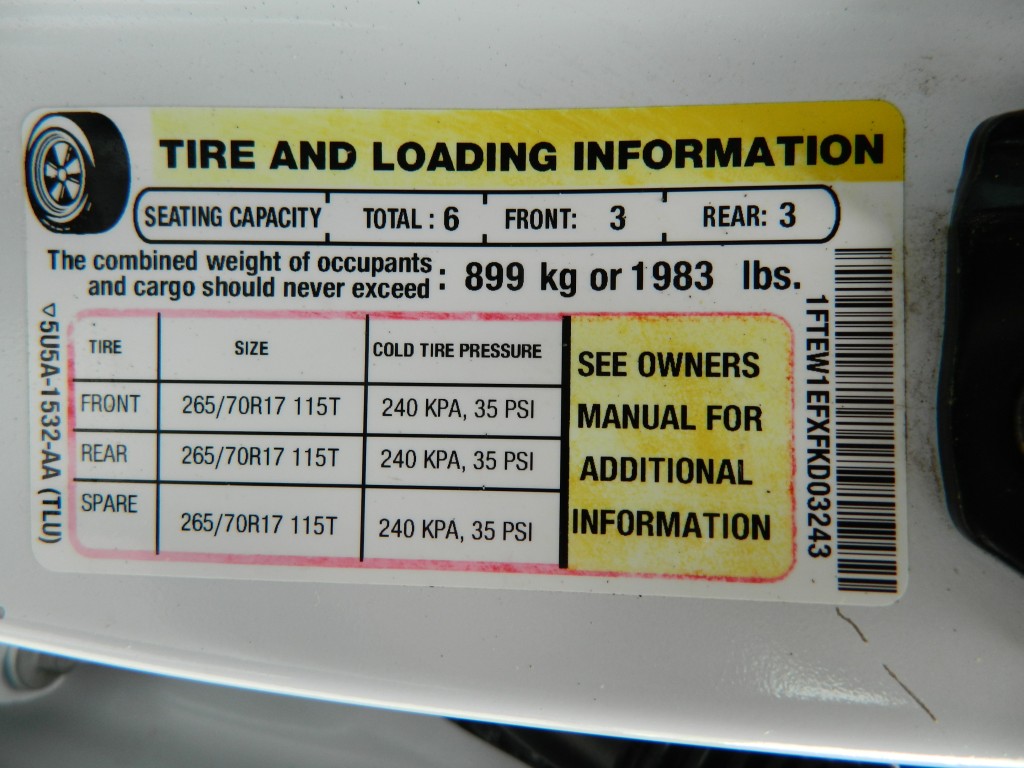 TIRE AND LOADING INFORMATION
SEATING CAPACITY TOTAL : 6 FRONT: 3 REAR: 3
The combined weight of occupants
and cargo should never exceed : 899 kg or 1983 lbs.
TIRE SIZE COLD TIRE PRESSURE
FRONT 265/70R17 115T 240 KPA, 35 PSI
REAR 265/70R17 115T 240 KPA, 35 PSI
SPARE 265/70R17 115T 240 KPA, 35 PSI
SEE OWNERS
MANUAL FOR
ADDITIONAL
INFORMATION
5U5A-1532-AA (TLU)
1FTEW1EFXFKD03243